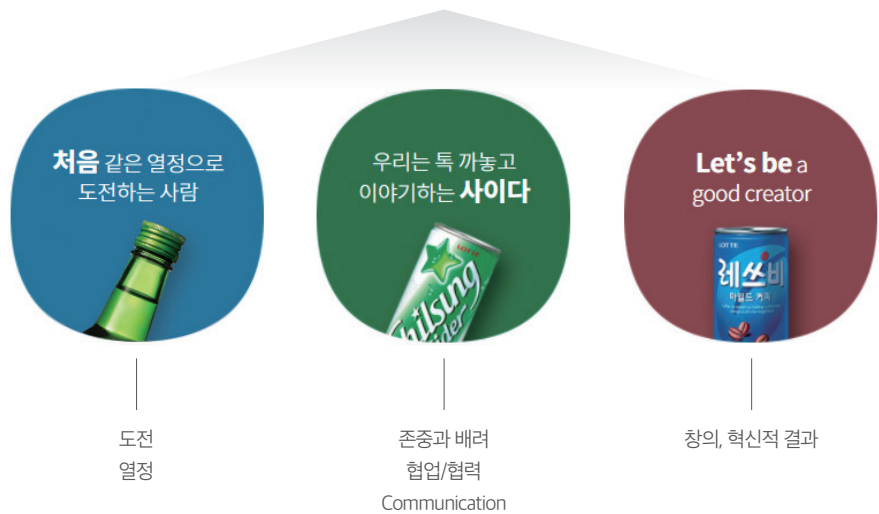 처음 같은 열정으로
도전하는 사람
우리는 톡 까놓고
이야기하는 사이다
Let's be a
good creator
LOTTE
Chilsung
Cider
LOTTE
레쓰비
마일드 커피
도전
열정
존중과 배려
협업/협력
Communication
창의, 혁신적 결과